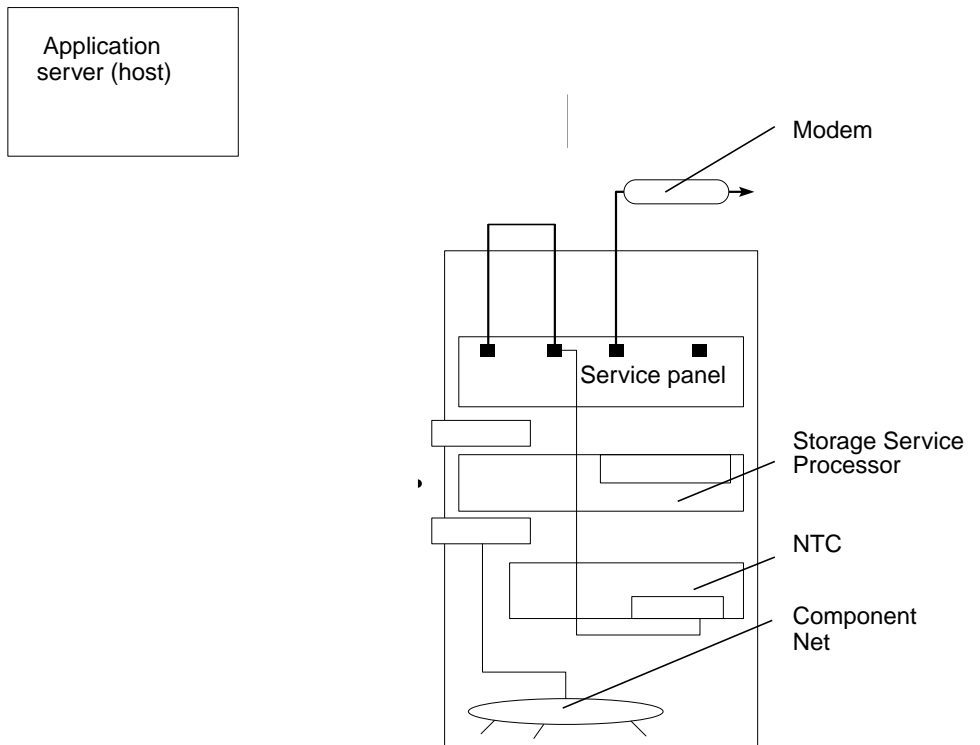 Application
server (host)
Modem
Service panel
Storage Service
Processor
NTC
Component
Net